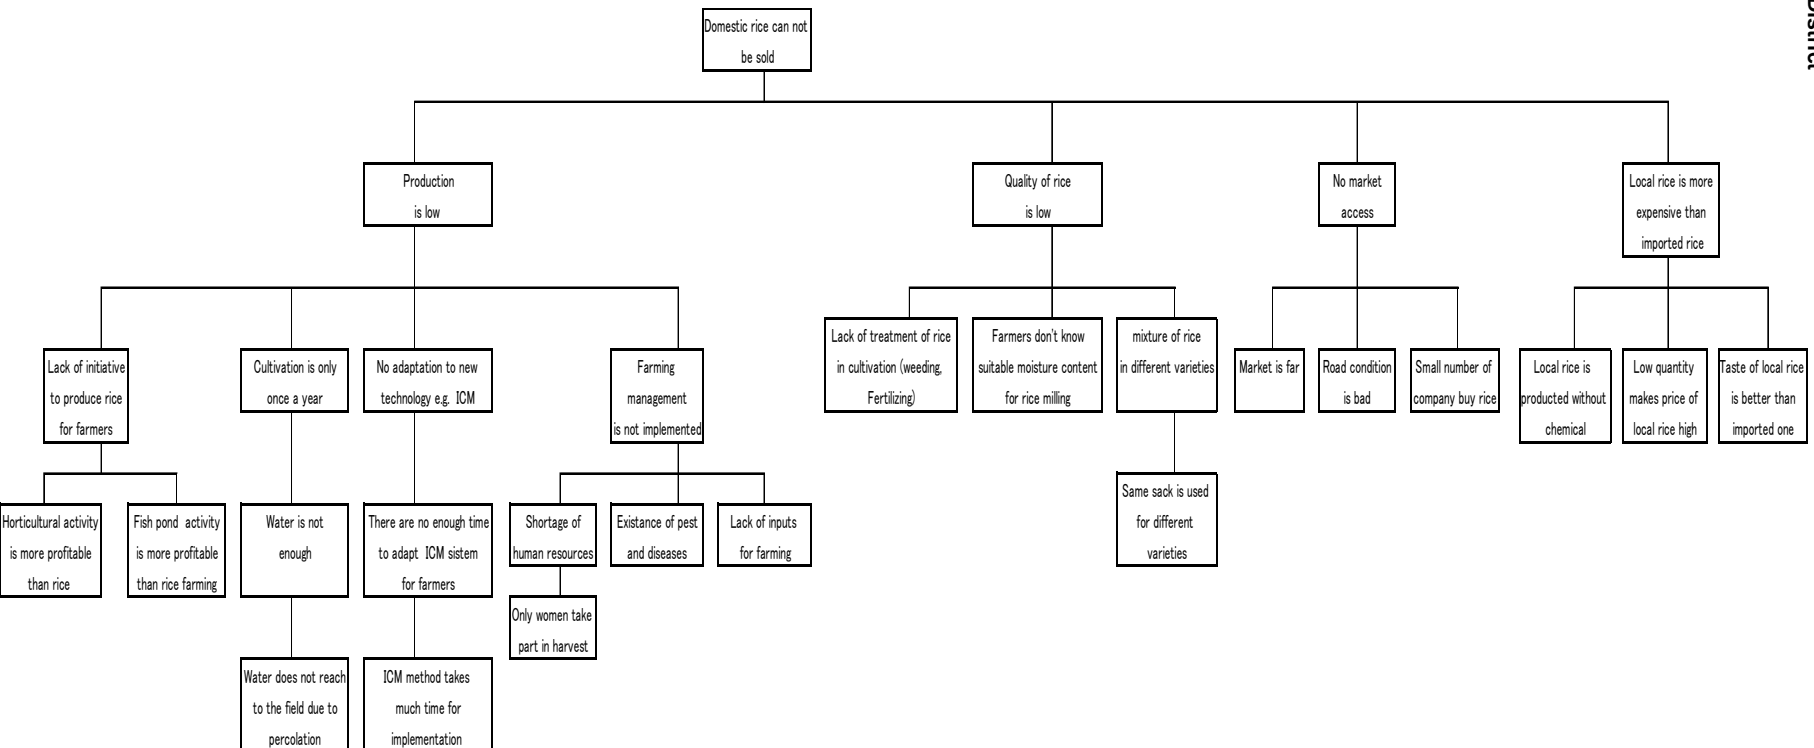 Domestic rice can not
be sold
District
Production
is low
Quality of rice
is low
No market
access
Local rice is more
expensive than
imported rice
Lack of initiative
to produce rice
for farmers
Cultivation is only
once a year
No adaptation to new
technology e.g. ICM
Farming
management
is not implemented
Lack of treatment of rice
in cultivation (weeding,
Fertilizing)
Farmers don't know
suitable moisture content
for rice milling
mixture of rice
in different varieties
Market is far
Road condition
is bad
Small number of
company buy rice
Local rice is
producted without
chemical
Low quantity
makes price of
local rice high
Taste of local rice
is better than
imported one
Horticultural activity
is more profitable
than rice
Fish pond activity
is more profitable
than rice farming
Water is not
enough
There are no enough time
to adapt ICM sistem
for farmers
Shortage of
human resources
Existance of pest
and diseases
Lack of inputs
for farming
Same sack is used
for different
varieties
Only women take
part in harvest
Water does not reach
to the field due to
percolation
ICM method takes
much time for
implementation